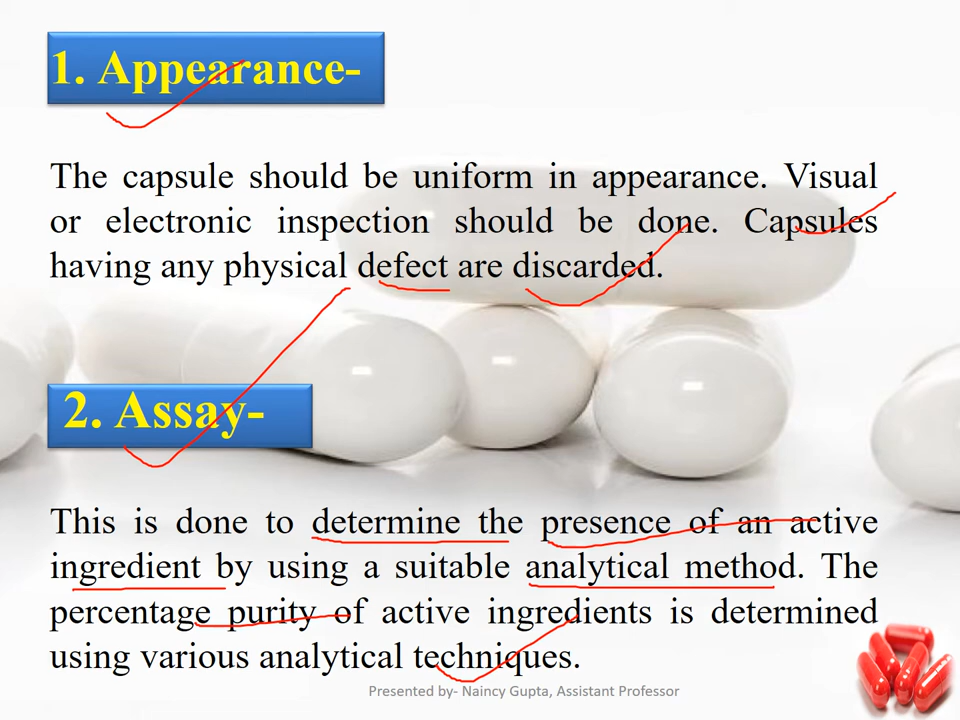 1. Appearance-
The capsule should be uniform in appearance. Visual
or electronic inspection should be done. Capsules
having any physical defect are discarded.
2. Assay-
This is done to determine the presence of an active
ingredient by using a suitable analytical method. The
percentage purity of active ingredients is determined
using various analytical techniques.
Presented by- Naincy Gupta, Assistant Professor